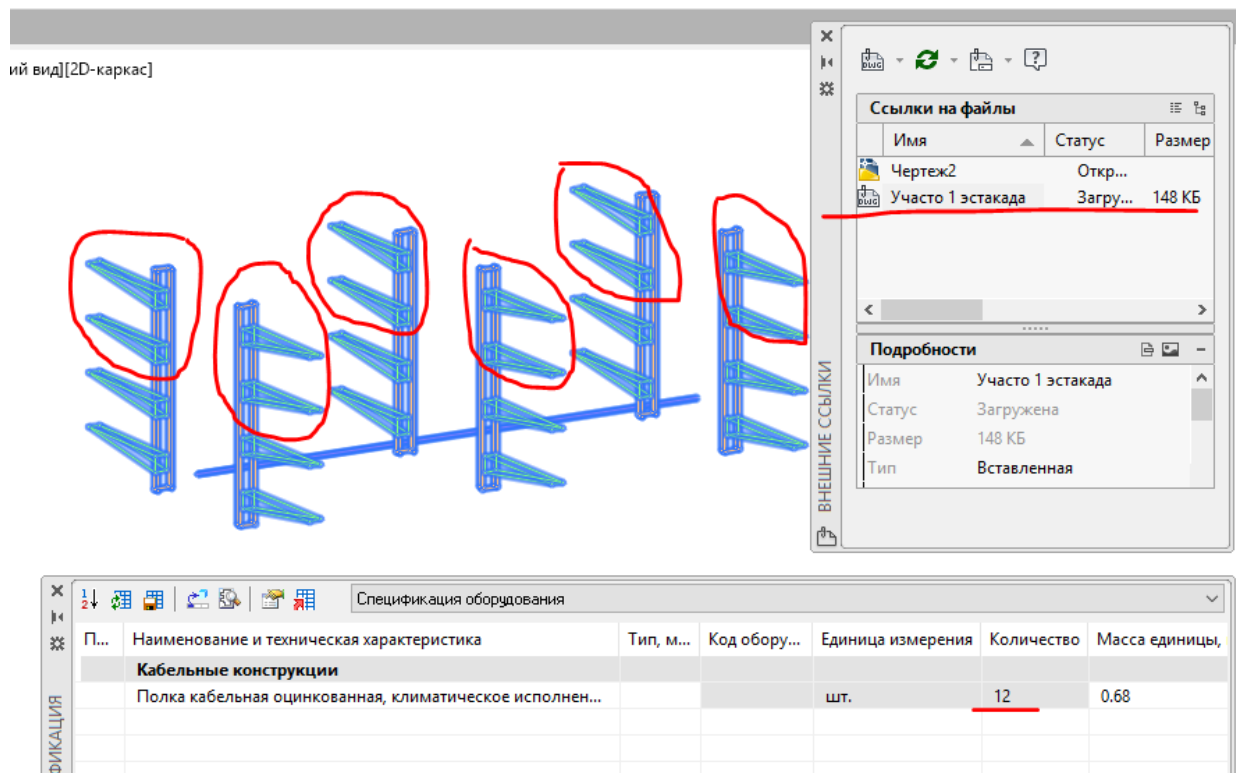 ий вид][2D-каркас]
Ссылки на файлы
Имя Статус Размер
Чертеж2 Откр...
Участо 1 эстакада Загру... 148 КБ
Подробности
Имя Участо 1 эстакада
Статус Загружена
Размер 148 КБ
Тип Вставленная
ВНЕШНИЕ ССЫЛКИ
Спецификация оборудования
П... Наименование и техническая характеристика Тип, м... Код обору... Единица измерения Количество Масса единицы,
Кабельные конструкции
Полка кабельная оцинкованная, климатическое исполнен... шт. 12 0.68
ФИКАЦИЯ